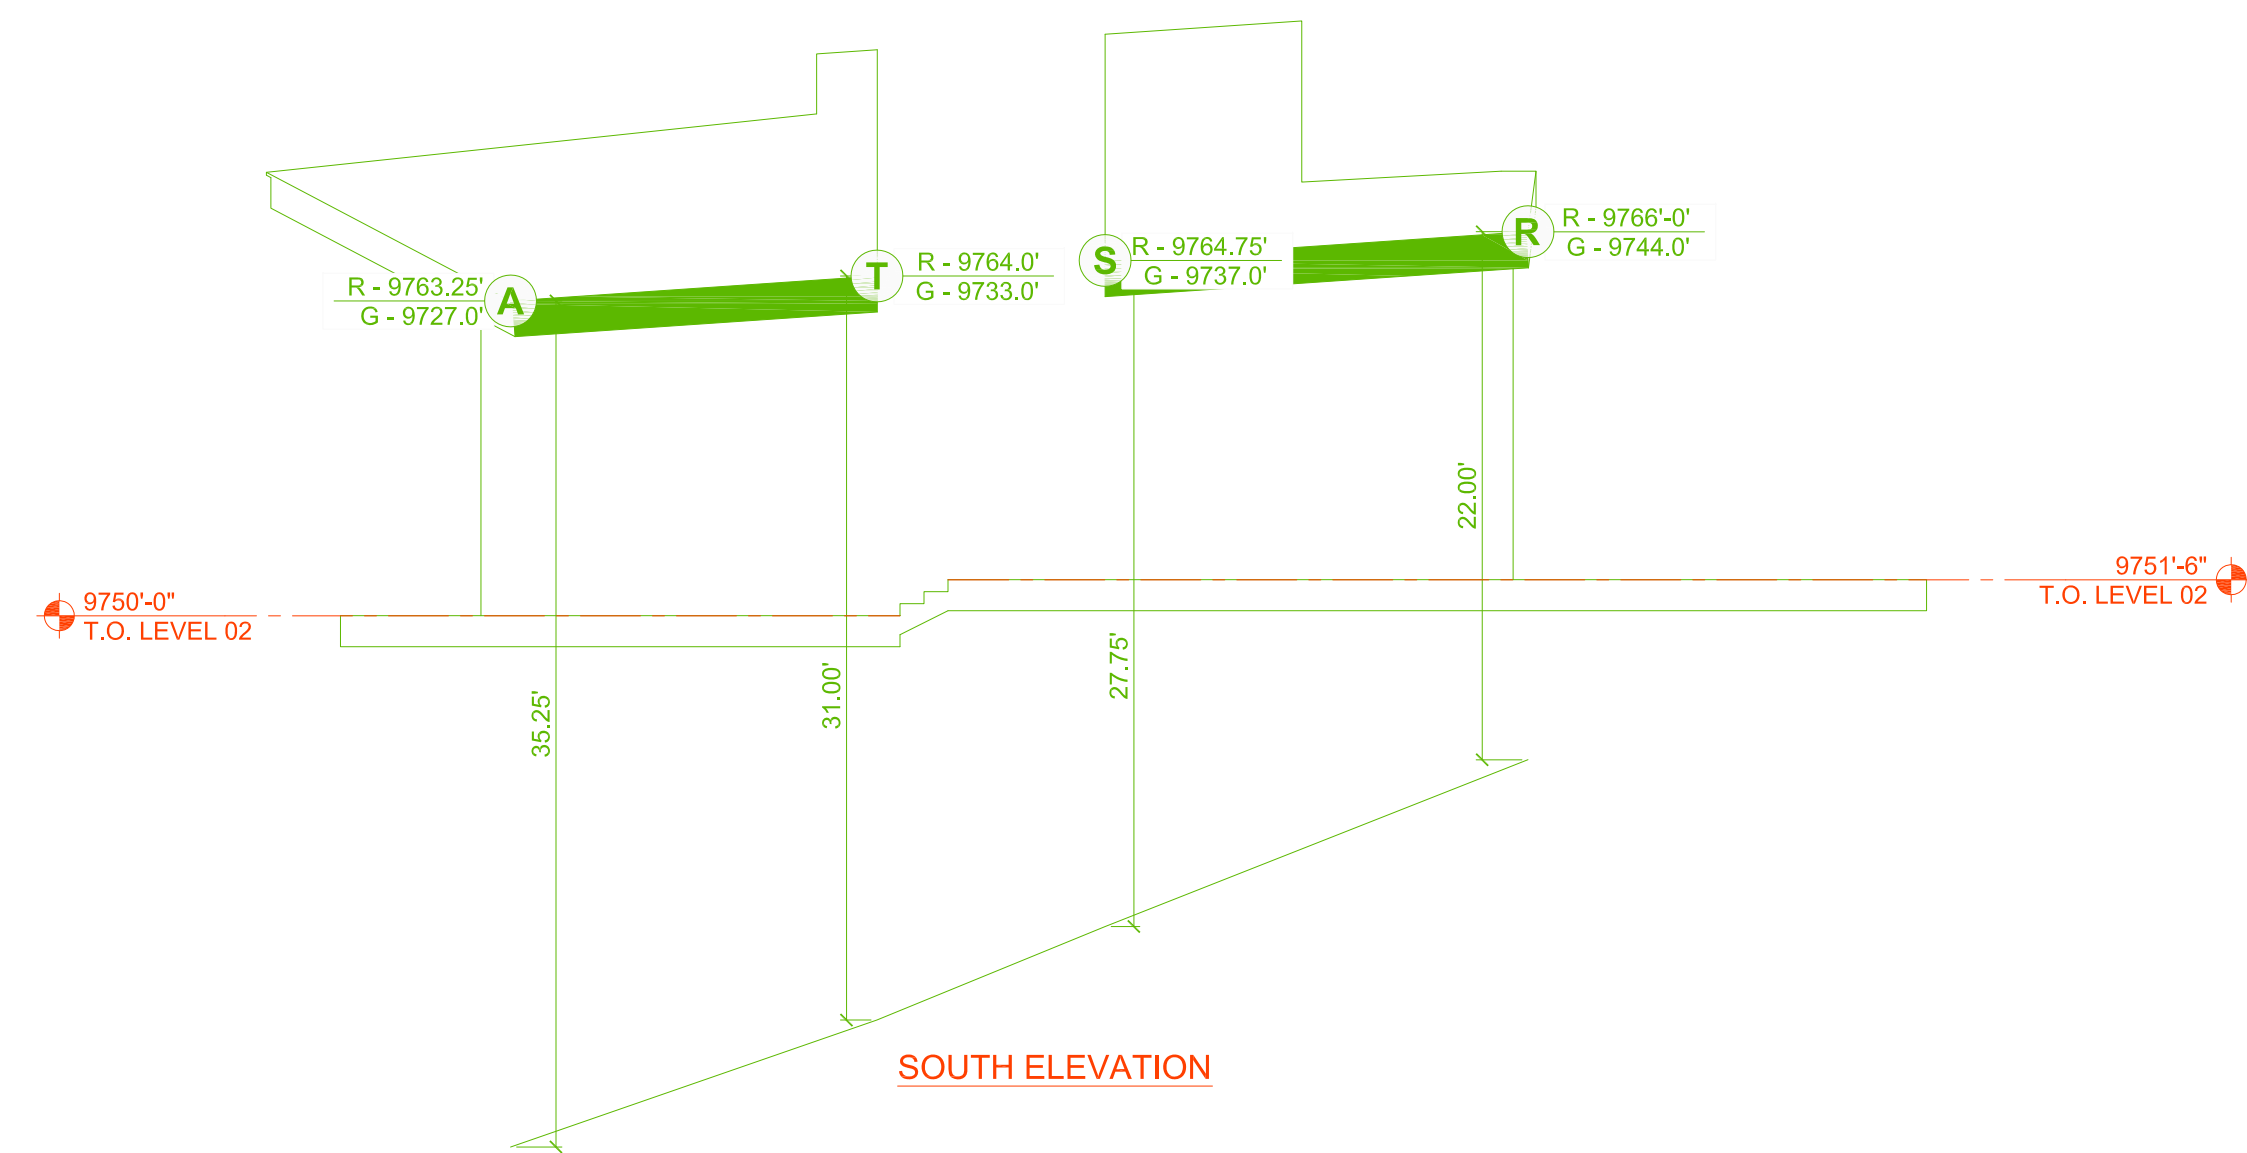 R - 9763.25'
G - 9727.0'
A
T
R - 9764.0'
G - 9733.0'
S
R - 9764.75'
G - 9737.0'
R
R - 9766'-0'
G - 9744.0'
22.00'
9750'-0"
T.O. LEVEL 02
9751'-6"
T.O. LEVEL 02
35.25'
31.00'
27.75'
SOUTH ELEVATION